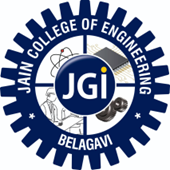 JAIN COLLEGE OF ENGINEERING
JGi
BELAGAVI